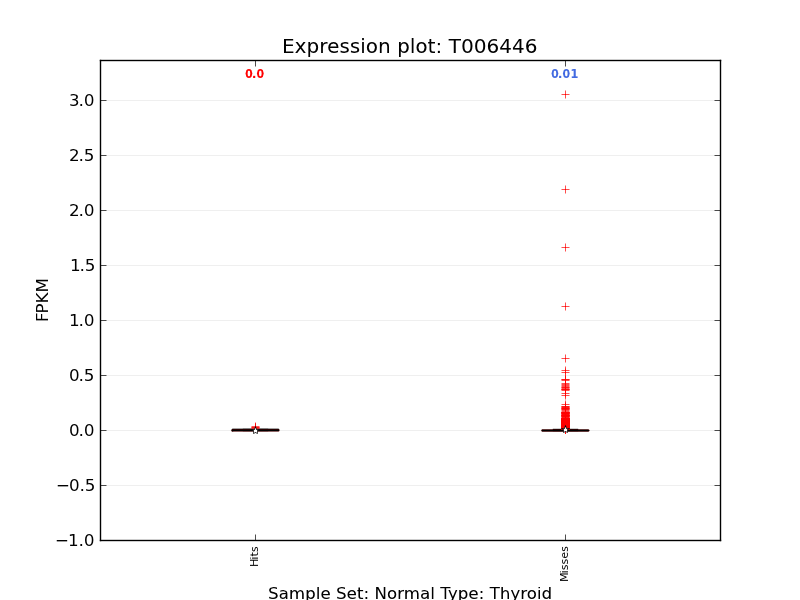 Expression plot: T006446
0.0
0.01
3.0
2.5
2.0
1.5
1.0
0.5
0.0
−0.5
−1.0
FPKM
Hits
Misses
Sample Set: Normal Type: Thyroid